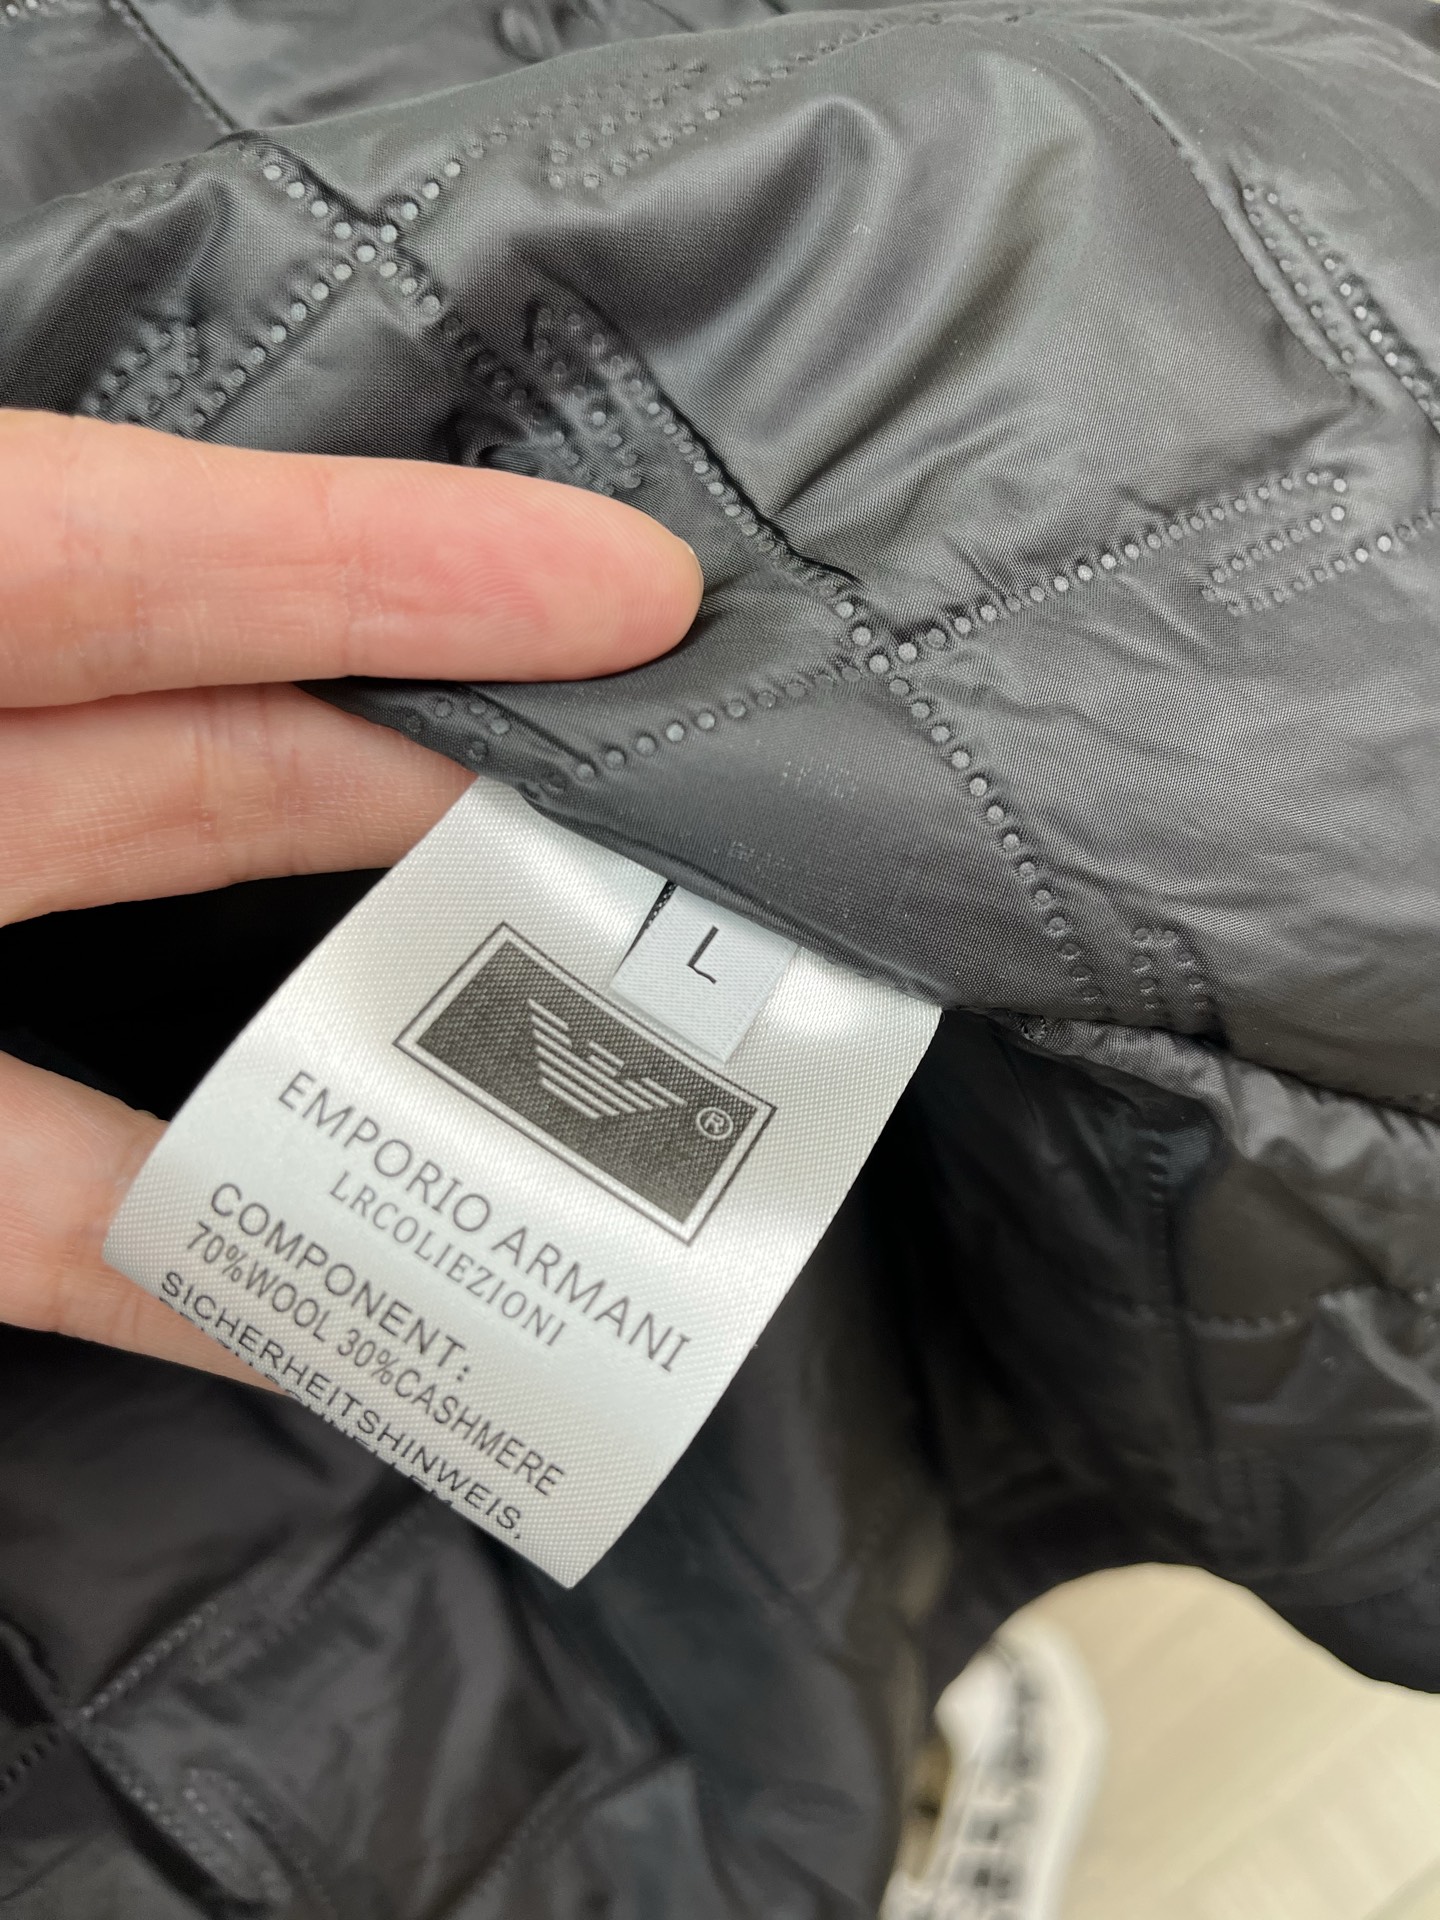 L
®
EMPORIO ARMANI
LRCOLIEZIONI
COMPONENT:
70%WOOL 30%CASHMERE
SICHERHEITSHINWEIS,